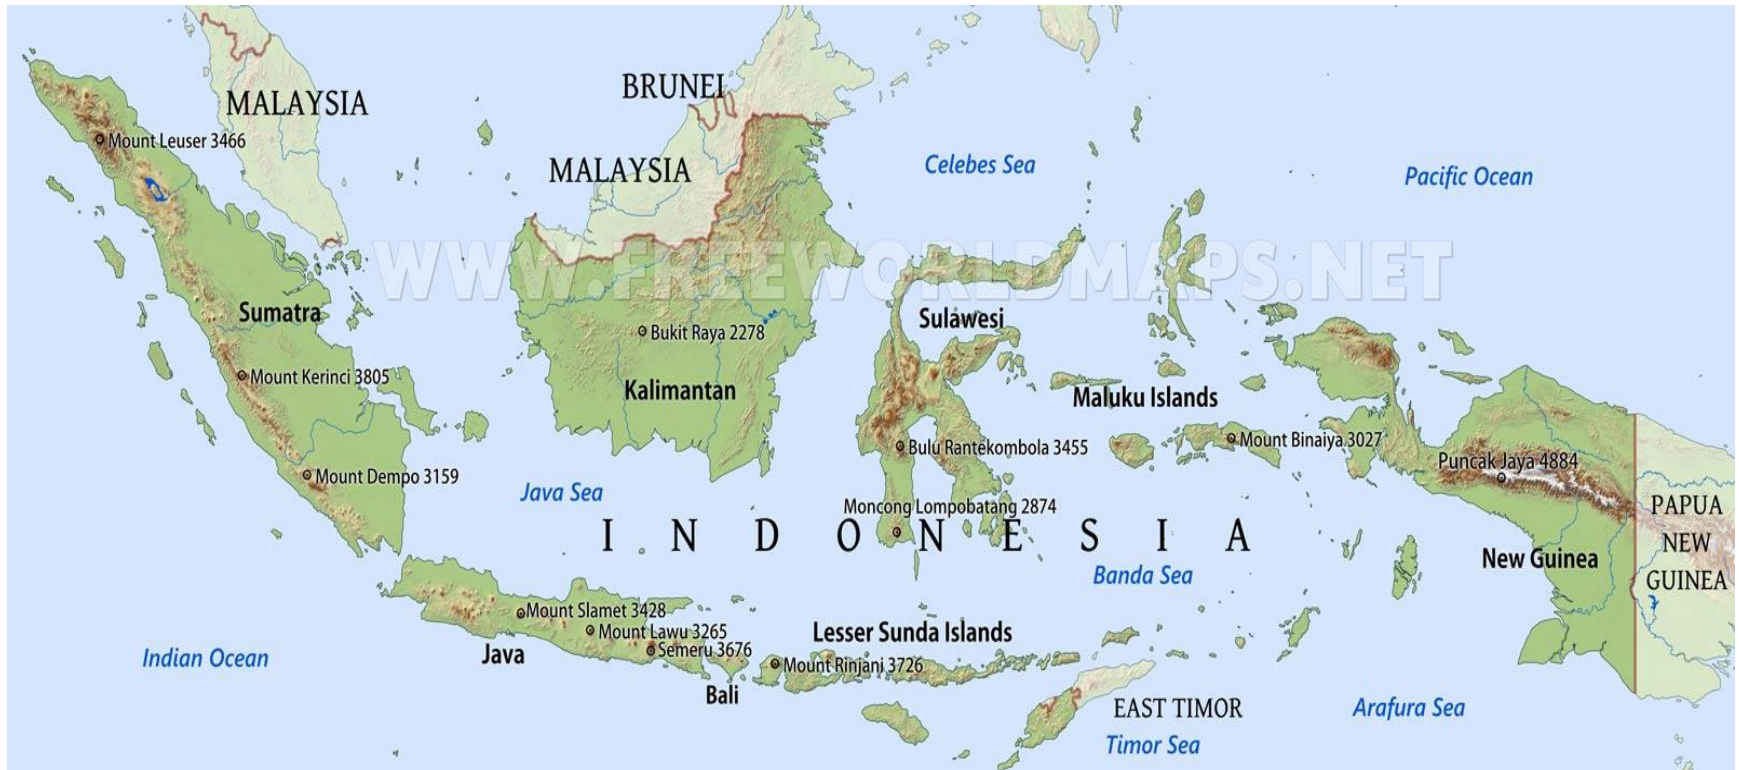 BRUNEI
MALAYSIA
Mount Leuser 3466
MALAYSIA
Celebes Sea
Pacific Ocean
WWW.FREEWORLDMAPS.NET
Sumatra
Sulawesi
Bukit Raya 2278
Mount Kerinci 3805
Kalimantan
Maluku Islands
Mount Binaiya 3027
Bulu Rantekombola 3455
Puncak Jaya 4884
Mount Dempo 3159
Java Sea
Moncong Lompobatang 2874
PAPUA
NEW
GUINEA
INDONESIA
New Guinea
Banda Sea
Mount Slamet 3428
Mount Lawu 3265
Semeru 3676
Lesser Sunda Islands
Indian Ocean
Java
Mount Rinjani 3726
Bali
EAST TIMOR
Arafura Sea
Timor Sea